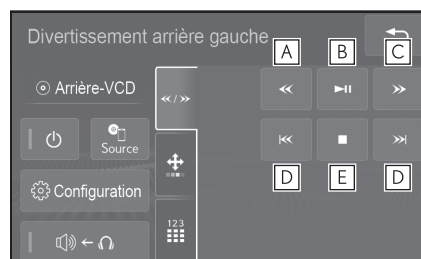 Divertissement arrière gauche
A B C
Arrière-VCD
Source
D E D
Configuration
123